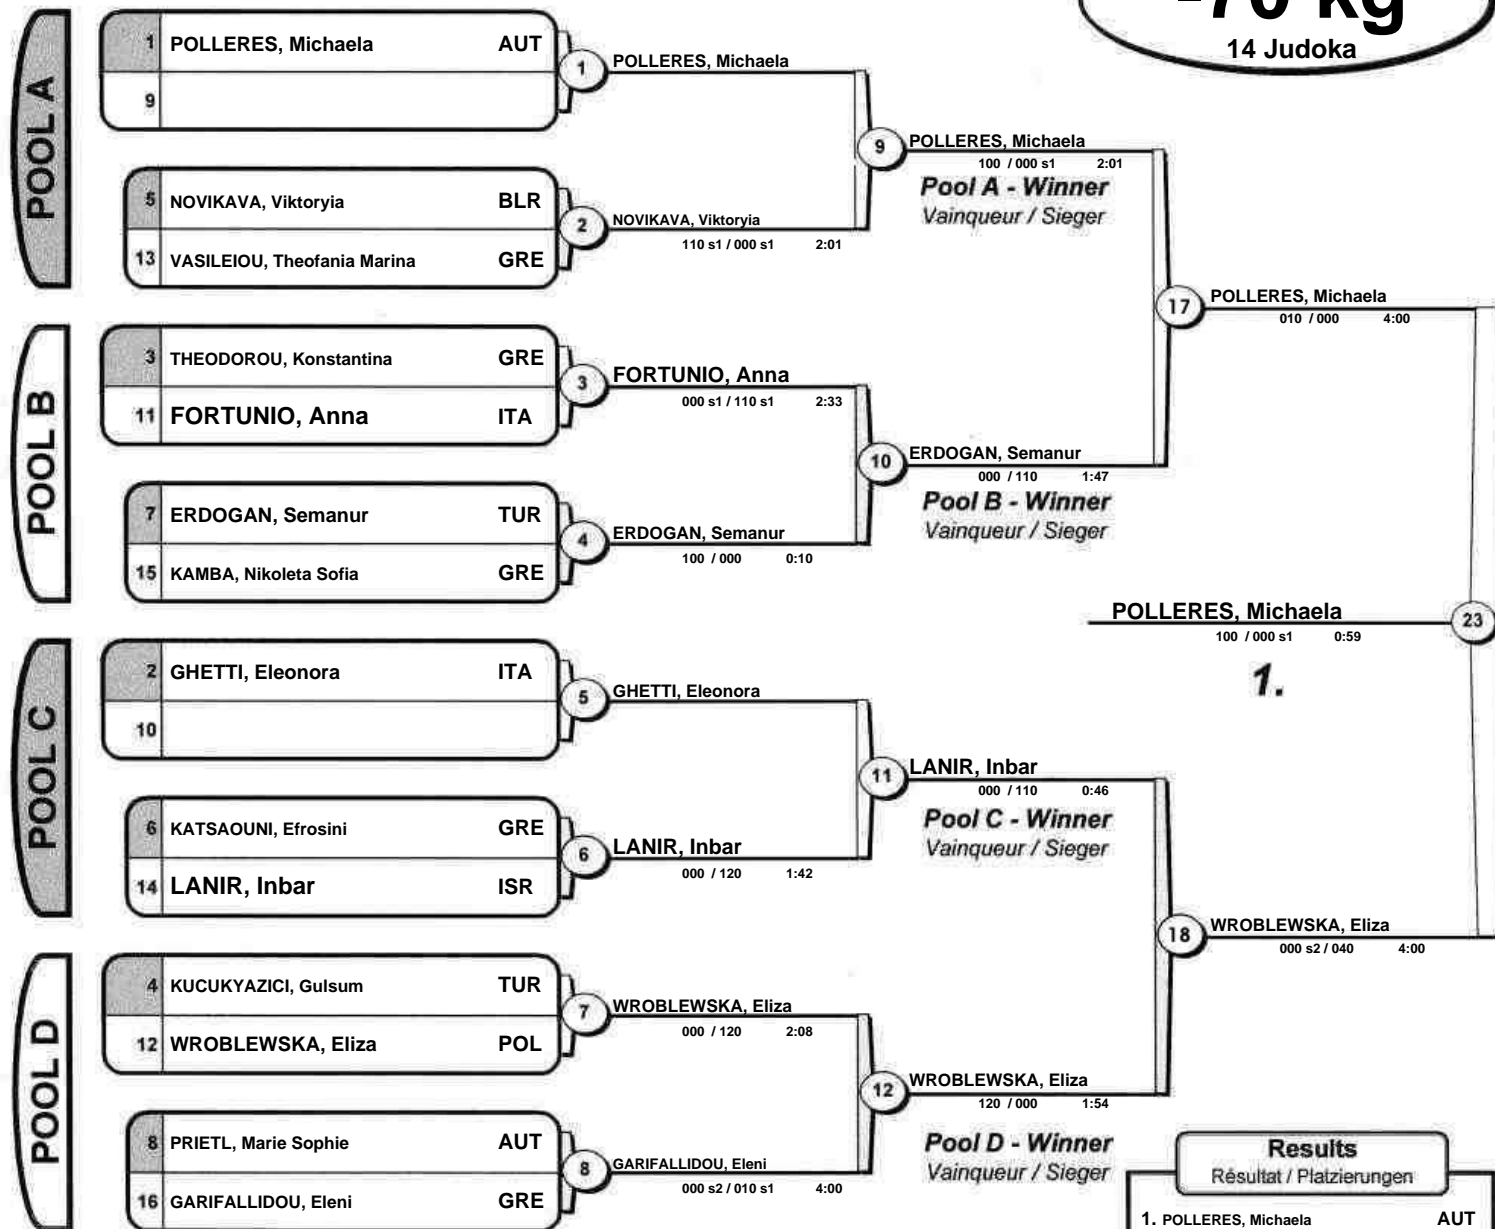 -70 kg
14 Judoka
POOL A
1 POLLERES, Michaela AUT
9
1 POLLERES, Michaela
5 NOVIKAVA, Viktoryia BLR
13 VASILEIOU, Theofania Marina GRE
2 NOVIKAVA, Viktoryia
110 s1 / 000 s1 2:01
9 POLLERES, Michaela
100 / 000 s1 2:01
Pool A - Winner
Vainqueur / Sieger
POOL B
3 THEODOROU, Konstantina GRE
11 FORTUNIO, Anna ITA
3 FORTUNIO, Anna
000 s1 / 110 s1 2:33
7 ERDOGAN, Semanur TUR
15 KAMBA, Nikoleta Sofia GRE
4 ERDOGAN, Semanur
100 / 000 0:10
10 ERDOGAN, Semanur
000 / 110 1:47
Pool B - Winner
Vainqueur / Sieger
17 POLLERES, Michaela
010 / 000 4:00
POLLERES, Michaela 23
100 / 000 s1 0:59
1.
POOL C
2 GHETTI, Eleonora ITA
10
5 GHETTI, Eleonora
6 KATSAOUNI, Efrosini GRE
14 LANIR, Inbar ISR
6 LANIR, Inbar
000 / 120 1:42
11 LANIR, Inbar
000 / 110 0:46
Pool C - Winner
Vainqueur / Sieger
18 WROBLEWSKA, Eliza
000 s2 / 040 4:00
POOL D
4 KUCUKYAZICI, Gulsum TUR
12 WROBLEWSKA, Eliza POL
7 WROBLEWSKA, Eliza
000 / 120 2:08
8 PRIETL, Marie Sophie AUT
16 GARIFALLIDOU, Eleni GRE
8 GARIFALLIDOU, Eleni
000 s2 / 010 s1 4:00
12 WROBLEWSKA, Eliza
120 / 000 1:54
Pool D - Winner
Vainqueur / Sieger
Results
Résultat / Platzierungen
1. POLLERES, Michaela AUT